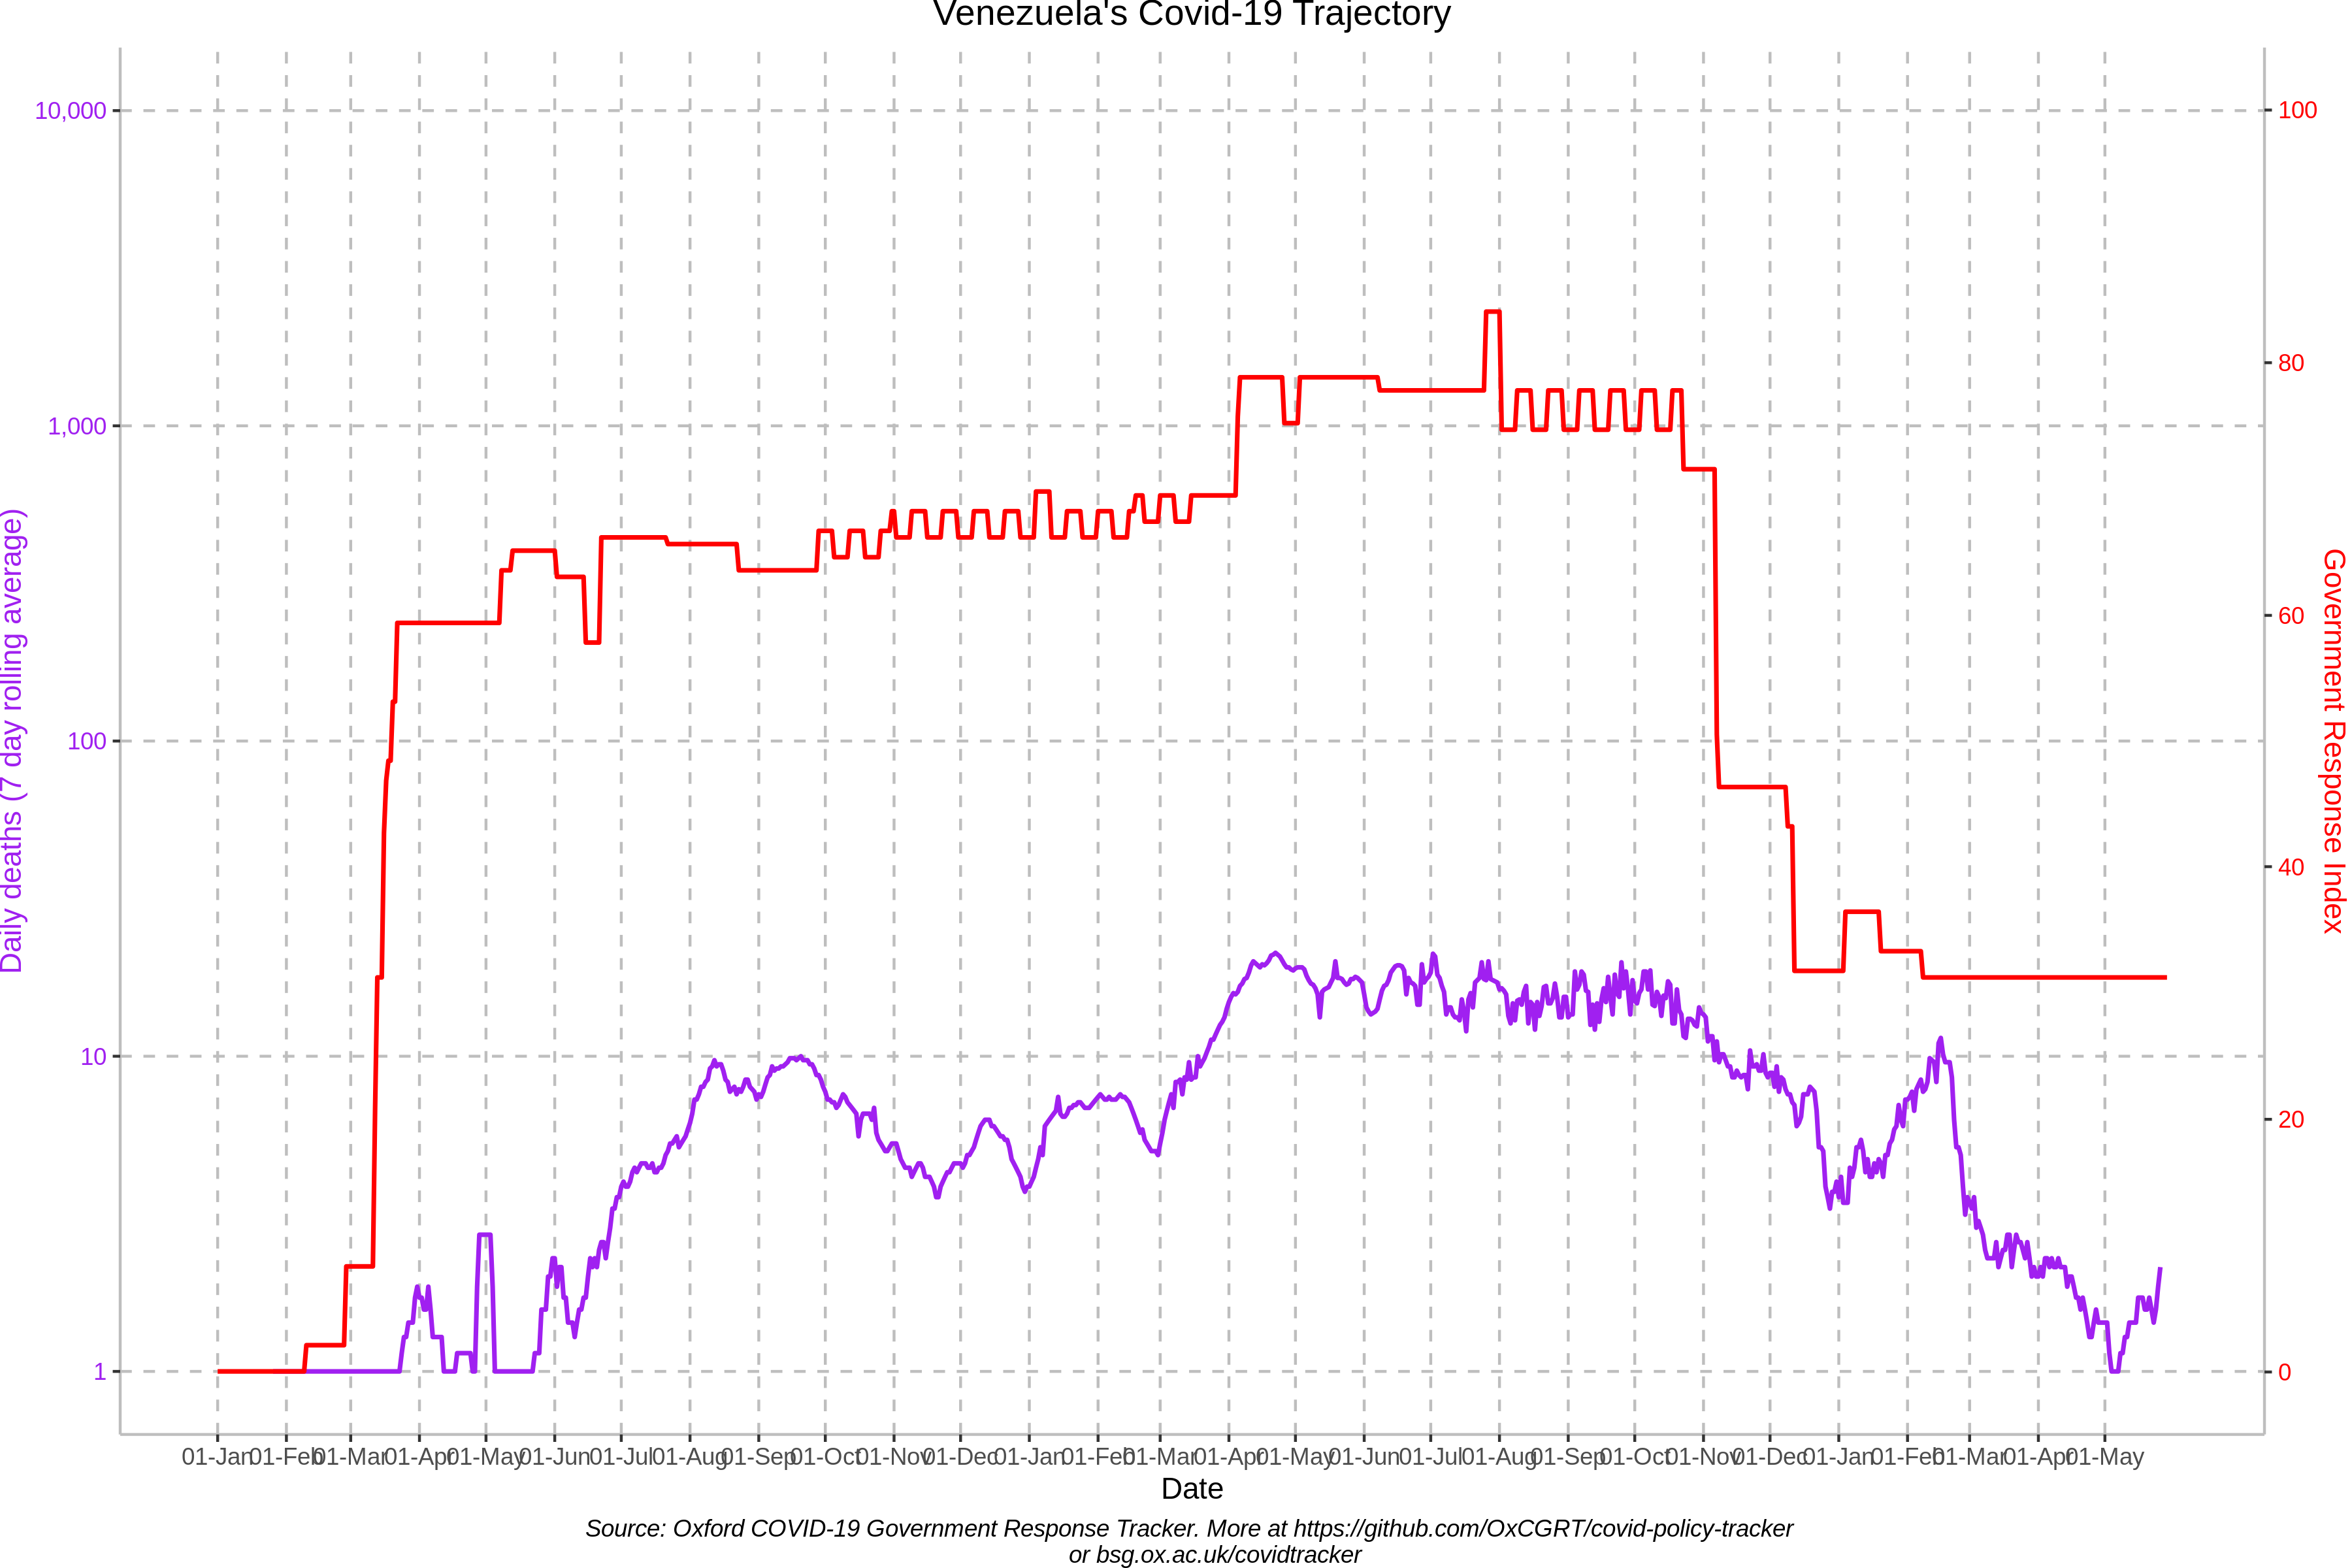 Venezuela's Covid-19 Trajectory
10,000
1,000
100
10
1
Daily deaths (7 day rolling average)
100
80
60
40
20
0
Government Response Index
01-Jan 01-Feb 01-Mar 01-Apr 01-May 01-Jun 01-Jul 01-Aug 01-Sep 01-Oct 01-Nov 01-Dec 01-Jan 01-Feb 01-Mar 01-Apr 01-May 01-Jun 01-Jul 01-Aug 01-Sep 01-Oct 01-Nov 01-Dec 01-Jan 01-Feb 01-Mar 01-Apr 01-May
Date
Source: Oxford COVID-19 Government Response Tracker. More at https://github.com/OxCGRT/covid-policy-tracker
or bsg.ox.ac.uk/covidtracker